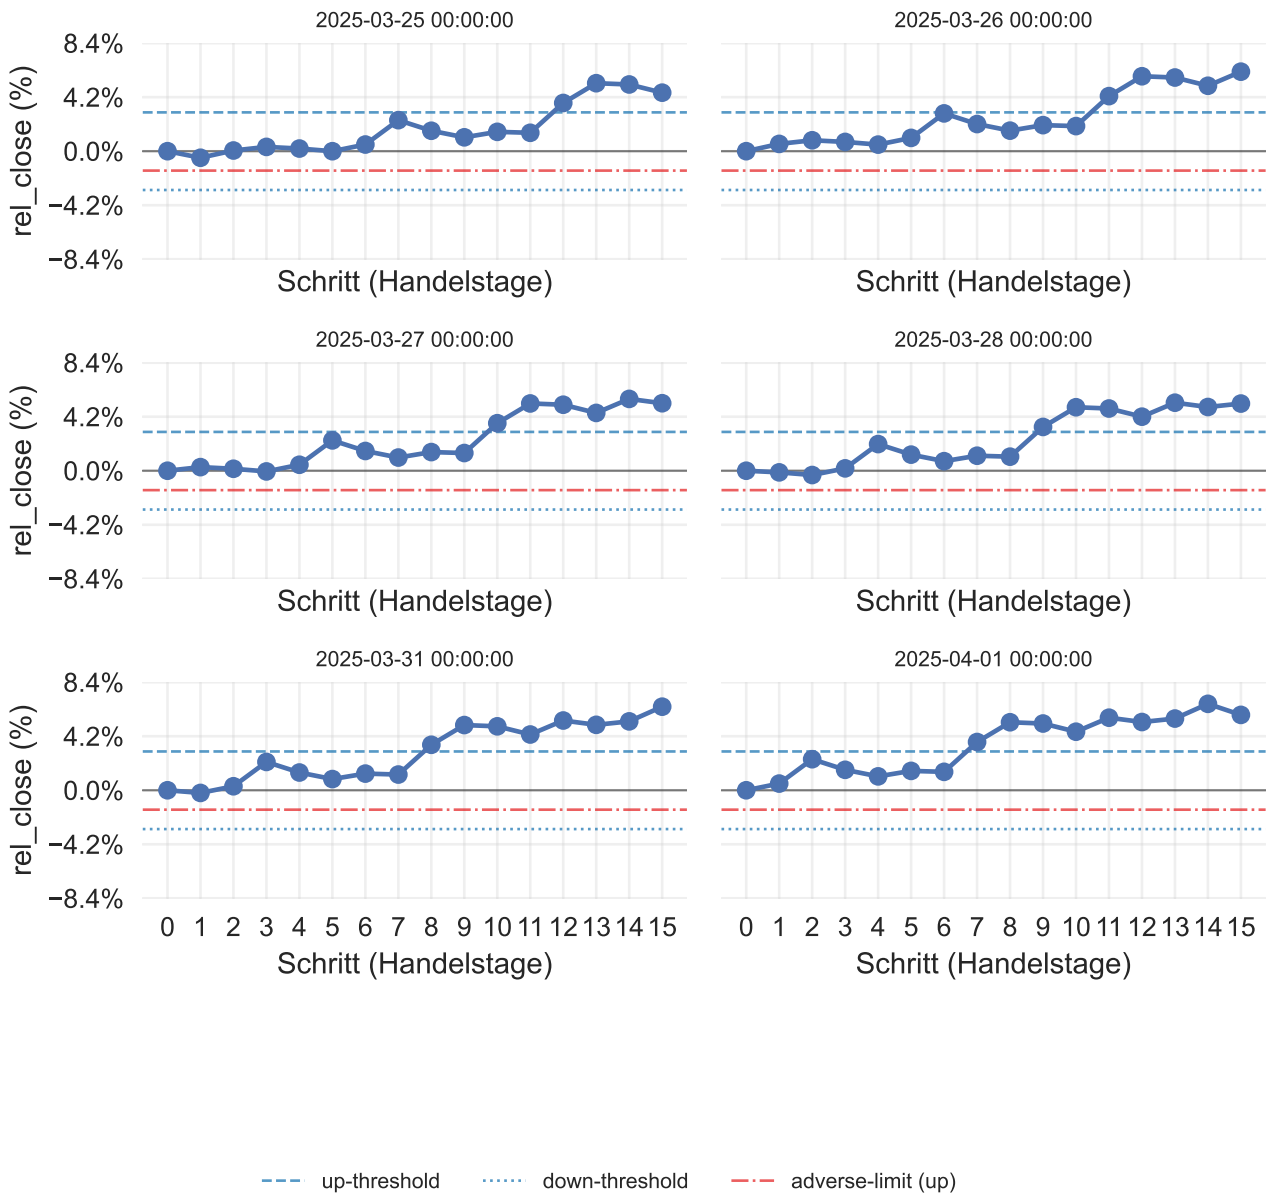 2025-03-25 00:00:00
2025-03-26 00:00:00
8.4%
4.2%
0.0%
−4.2%
−8.4%
rel_close (%)
Schritt (Handelstage)
Schritt (Handelstage)
2025-03-27 00:00:00
2025-03-28 00:00:00
8.4%
4.2%
0.0%
−4.2%
−8.4%
rel_close (%)
Schritt (Handelstage)
Schritt (Handelstage)
2025-03-31 00:00:00
2025-04-01 00:00:00
8.4%
4.2%
0.0%
−4.2%
−8.4%
rel_close (%)
0 1 2 3 4 5 6 7 8 9 10 11 12 13 14 15
0 1 2 3 4 5 6 7 8 9 10 11 12 13 14 15
Schritt (Handelstage)
Schritt (Handelstage)
up-threshold down-threshold adverse-limit (up)